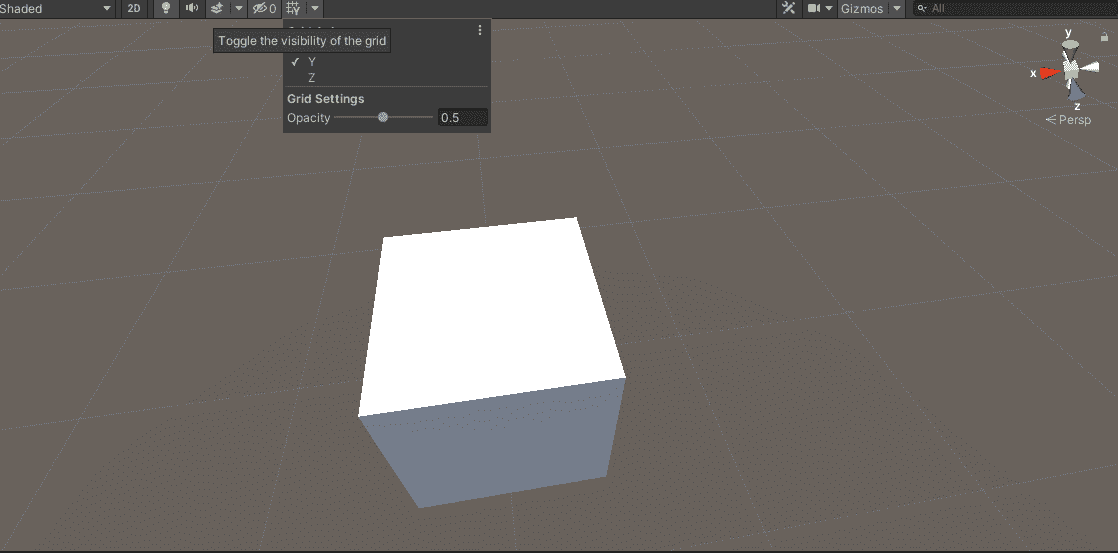 Shaded 2D 0 Gizmos All
Toggle the visibility of the grid
Y
Z
Grid Settings
Opacity 0.5
y
x
z
Persp